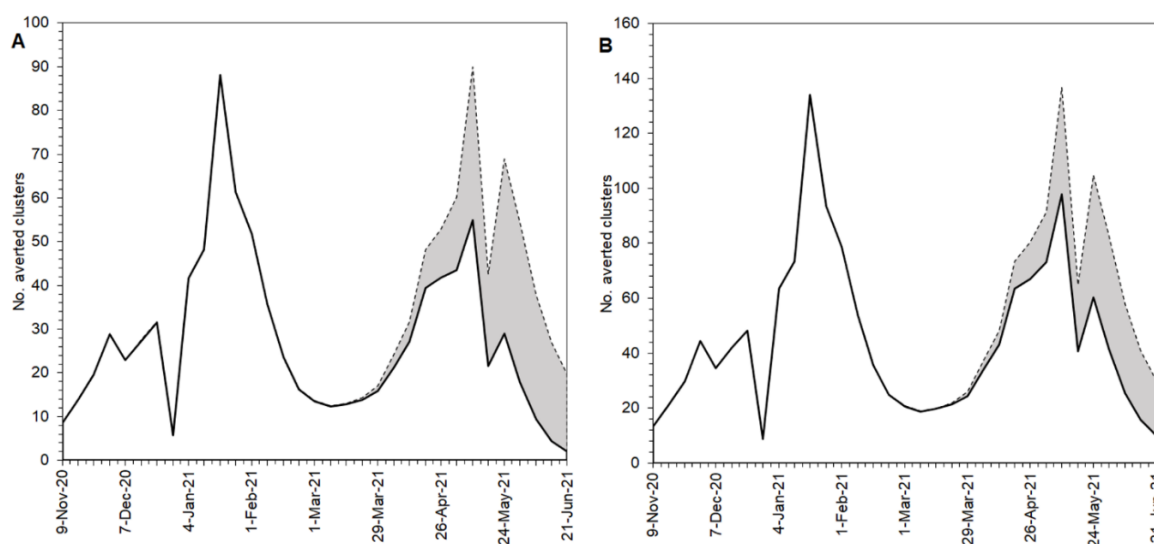 A
No. averted clusters
100
90
80
70
60
50
40
30
20
10
0
9-Nov-20
7-Dec-20
4-Jan-21
1-Feb-21
1-Mar-21
29-Mar-21
26-Apr-21
24-May-21
21-Jun-21
B
No. averted clusters
160
140
120
100
80
60
40
20
0
9-Nov-20
7-Dec-20
4-Jan-21
1-Feb-21
1-Mar-21
29-Mar-21
26-Apr-21
24-May-21